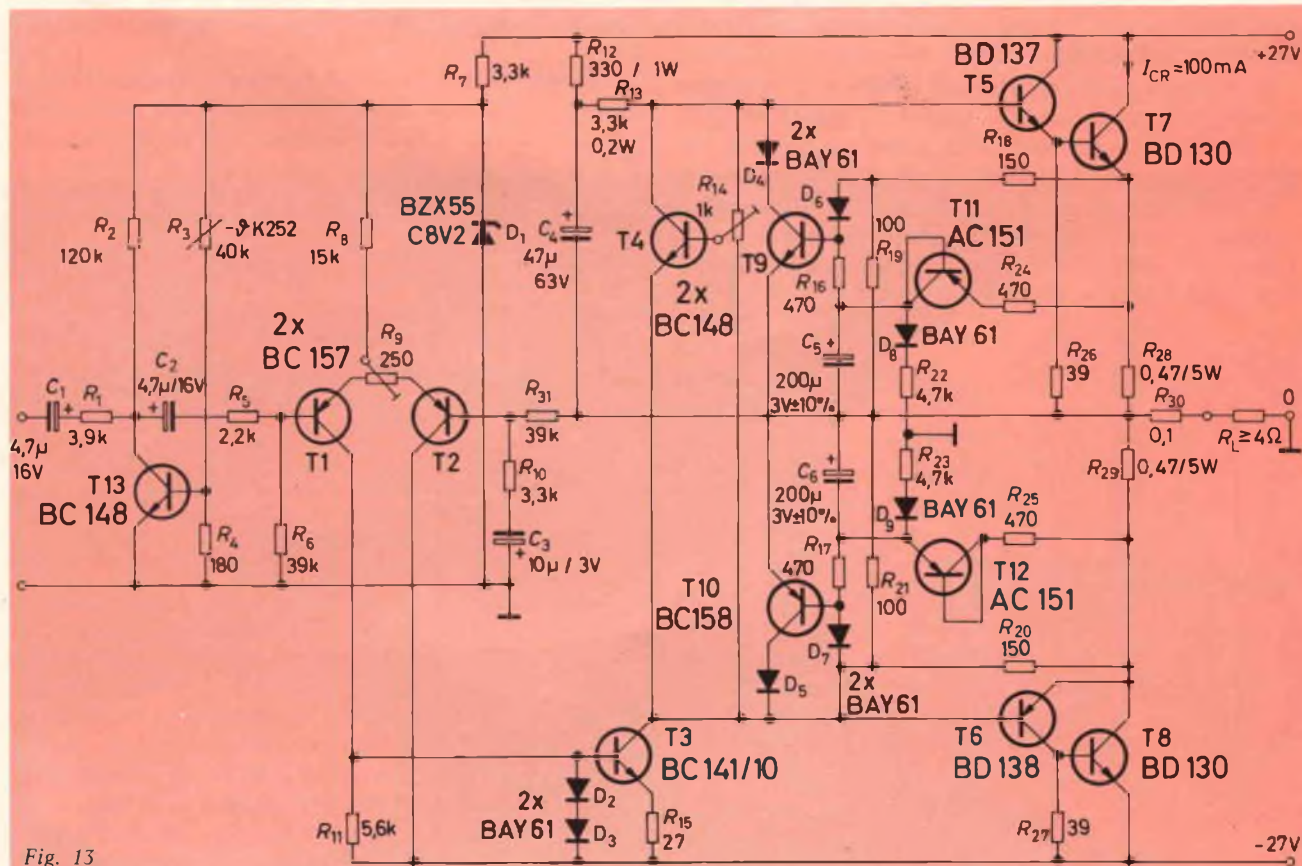 R12
330 / 1W
BD 137
T5
ICR=100mA
+27V
R7
3,3k
R13
3,3k
0,2W
2x
BAY 61
T7
BD 130
R18
150
R2
120k
R3
-ϑ K252
40k
R8
15k
BZX55
C8V2
D1
C4
+
47µ
63V
R14
1k
D4
D6
T4
T9
2x
BC 148
100
R19
T11
AC 151
R24
470
R16
470
D8
BAY 61
2x
BC 157
R9
250
C5
+
200µ
3V±10%
R22
4,7k
R26
39
R28
0,47/5W
C1
+
4,7µ
16V
R1
3,9k
C2
4,7µ/16V
+
R5
2,2k
T1
T2
R31
39k
R30
0,1
RL ≥ 4Ω
0
R23
4,7k
R29
0,47/5W
T13
BC 148
R4
180
R6
39k
R10
3,3k
C3
+
10µ / 3V
C6
+
200µ
3V±10%
D9
BAY 61
R25
470
R17
470
R21
100
T12
AC 151
T10
BC158
D7
D5
R20
150
2x
BAY61
T3
BC 141/10
T6
BD 138
T8
BD 130
R11
5,6k
2x
BAY 61
D2
D3
R15
27
R27
39
-27V
Fig. 13